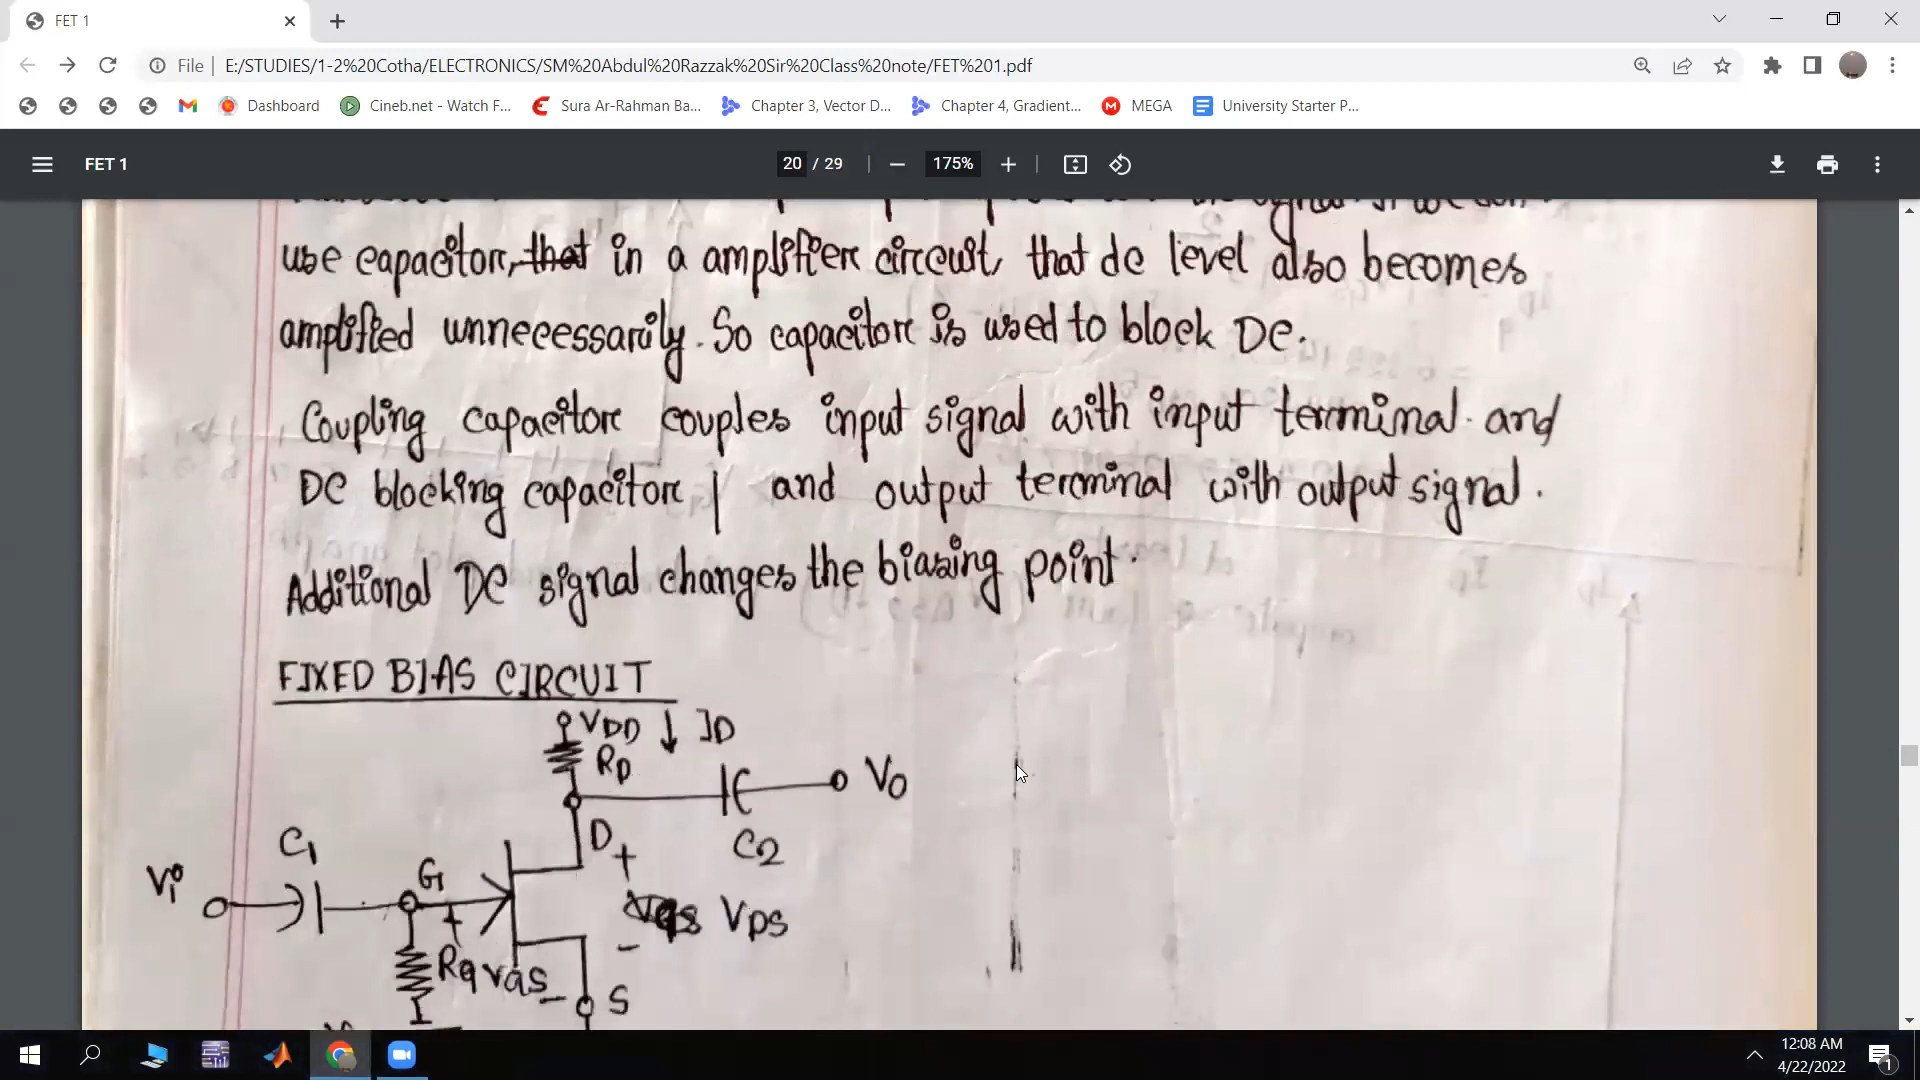 FET 1
File
E:/STUDIES/1-2%20Cotha/ELECTRONICS/SM%20Abdul%20Razzak%20Sir%20Class%20note/FET%201.pdf
Dashboard
Cineb.net - Watch F...
Sura Ar-Rahman Ba...
Chapter 3, Vector D...
Chapter 4, Gradient...
MEGA
University Starter P...
FET 1
20 / 29
175%
use capacitor, that in a amplifier circuit, that dc level also becomes
amplified unnecessarily. So capacitor is used to block DC.
Coupling capacitor couples input signal with input terminal. and
DC blocking capacitor | and output terminal with output signal.
Additional DC signal changes the biasing point.
FIXED BIAS CIRCUIT
VDD ↓ ID
RD
Vo
D
C1
C2
+
Vi
G
VDS
+
-
RG VGS
-
S
12:08 AM
4/22/2022
1